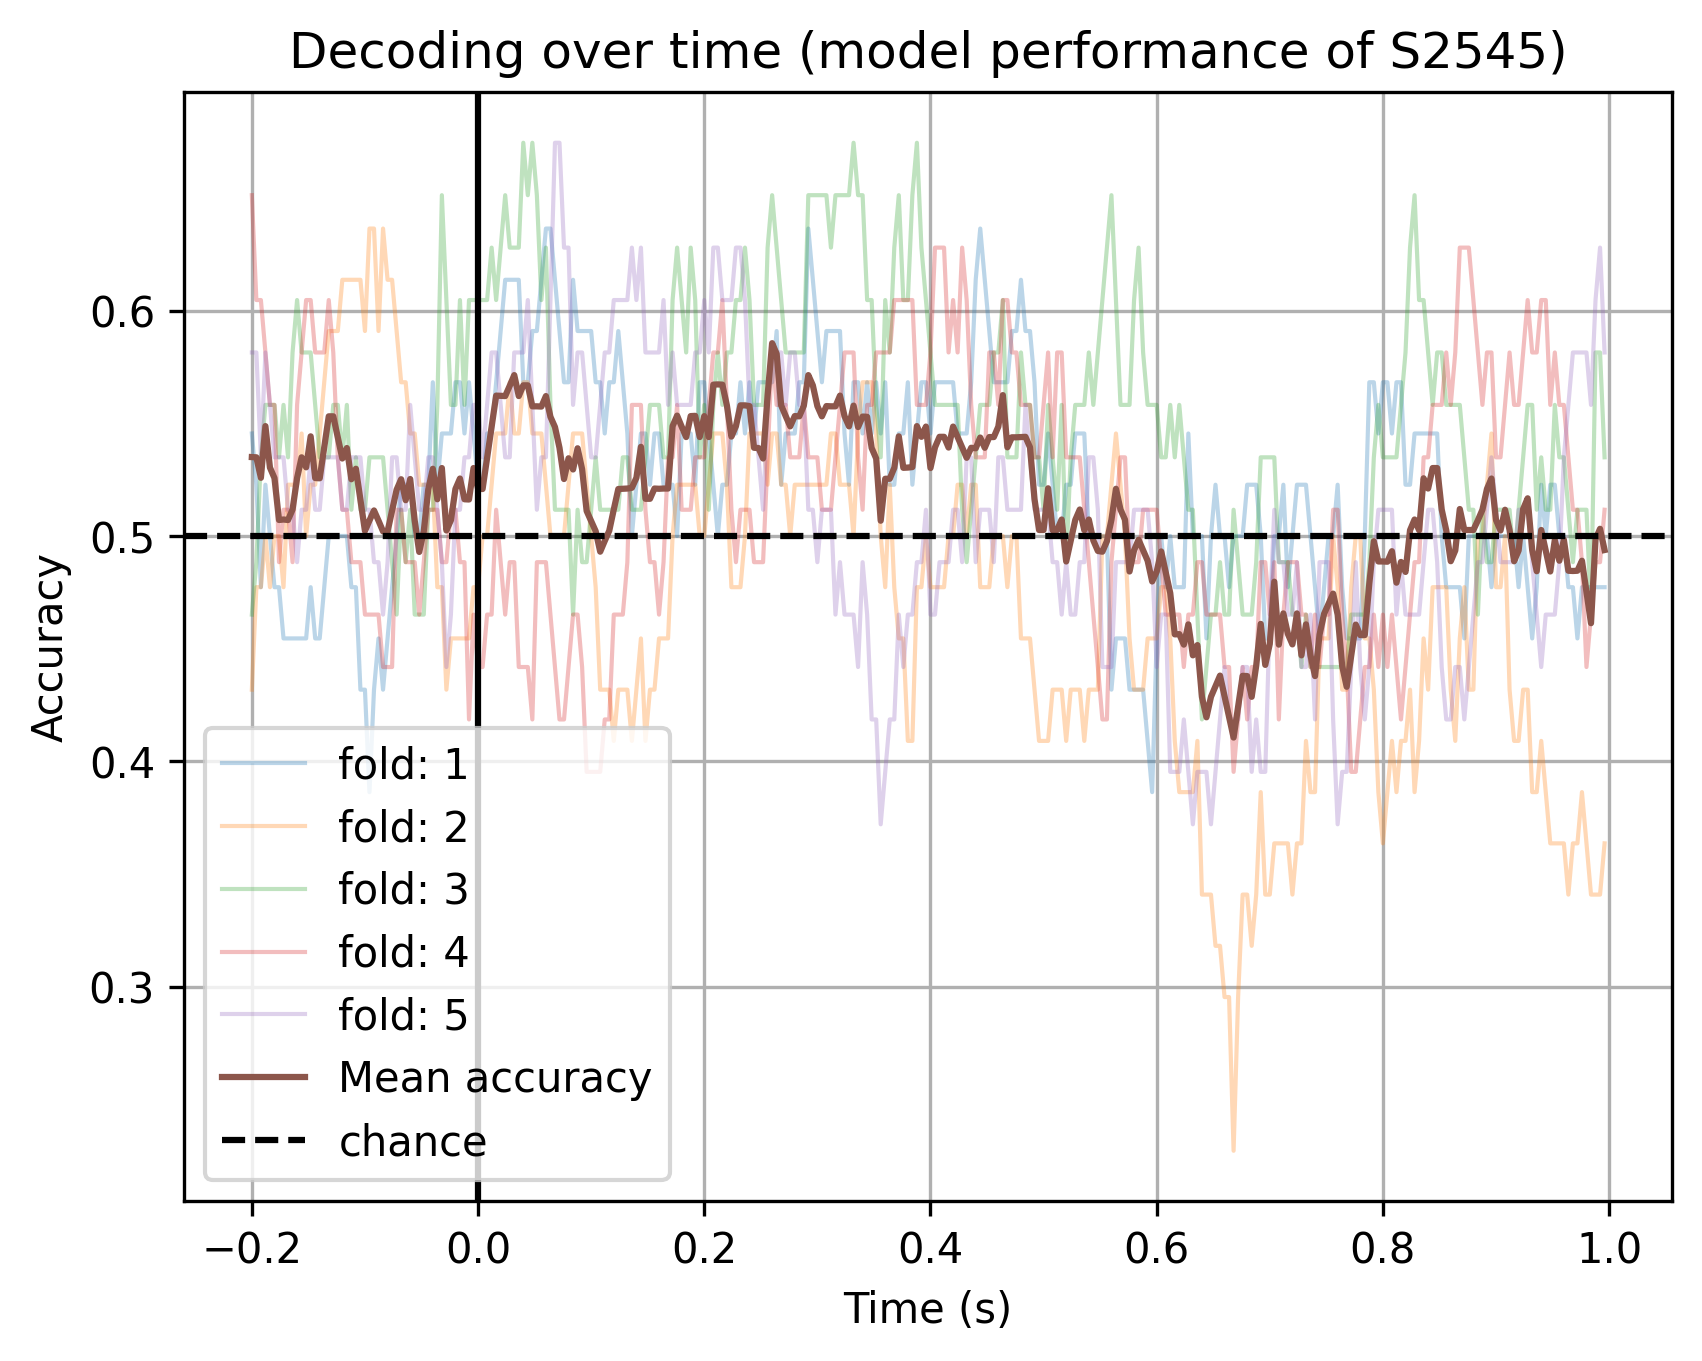 Decoding over time (model performance of S2545)
Accuracy
0.6
0.5
0.4
0.3
fold: 1
fold: 2
fold: 3
fold: 4
fold: 5
Mean accuracy
chance
−0.2 0.0 0.2 0.4 0.6 0.8 1.0
Time (s)